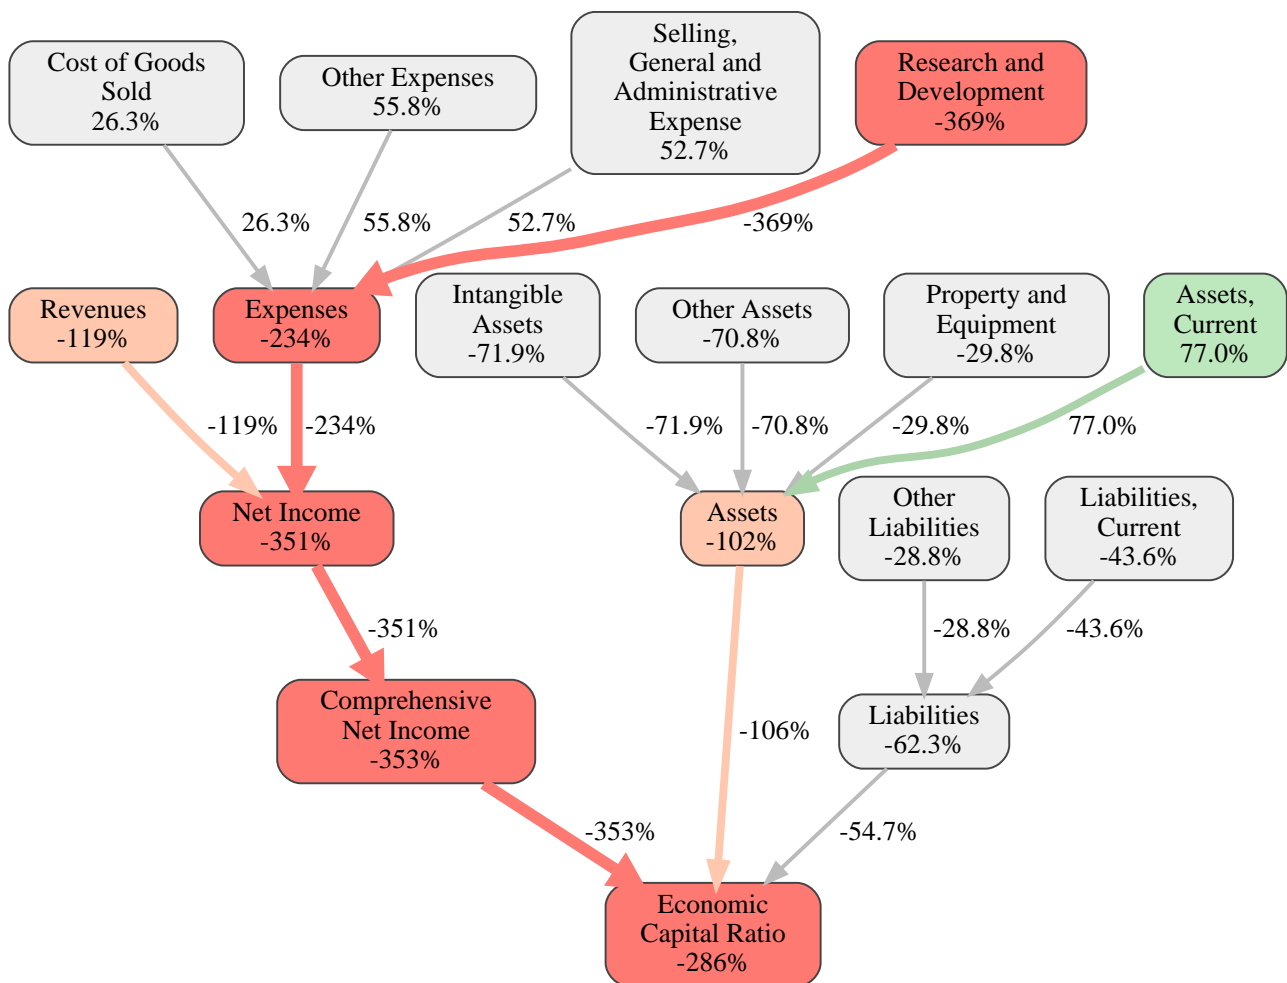 Cost of Goods
Sold
26.3%
Other Expenses
55.8%
Selling,
General and
Administrative
Expense
52.7%
Research and
Development
-369%
26.3%
55.8%
52.7%
-369%
Revenues
-119%
Expenses
-234%
Intangible
Assets
-71.9%
Other Assets
-70.8%
Property and
Equipment
-29.8%
Assets,
Current
77.0%
-119%
-234%
-71.9%
-70.8%
-29.8%
77.0%
Net Income
-351%
Assets
-102%
Other
Liabilities
-28.8%
Liabilities,
Current
-43.6%
-351%
-28.8%
-43.6%
Comprehensive
Net Income
-353%
-106%
Liabilities
-62.3%
-353%
-54.7%
Economic
Capital Ratio
-286%